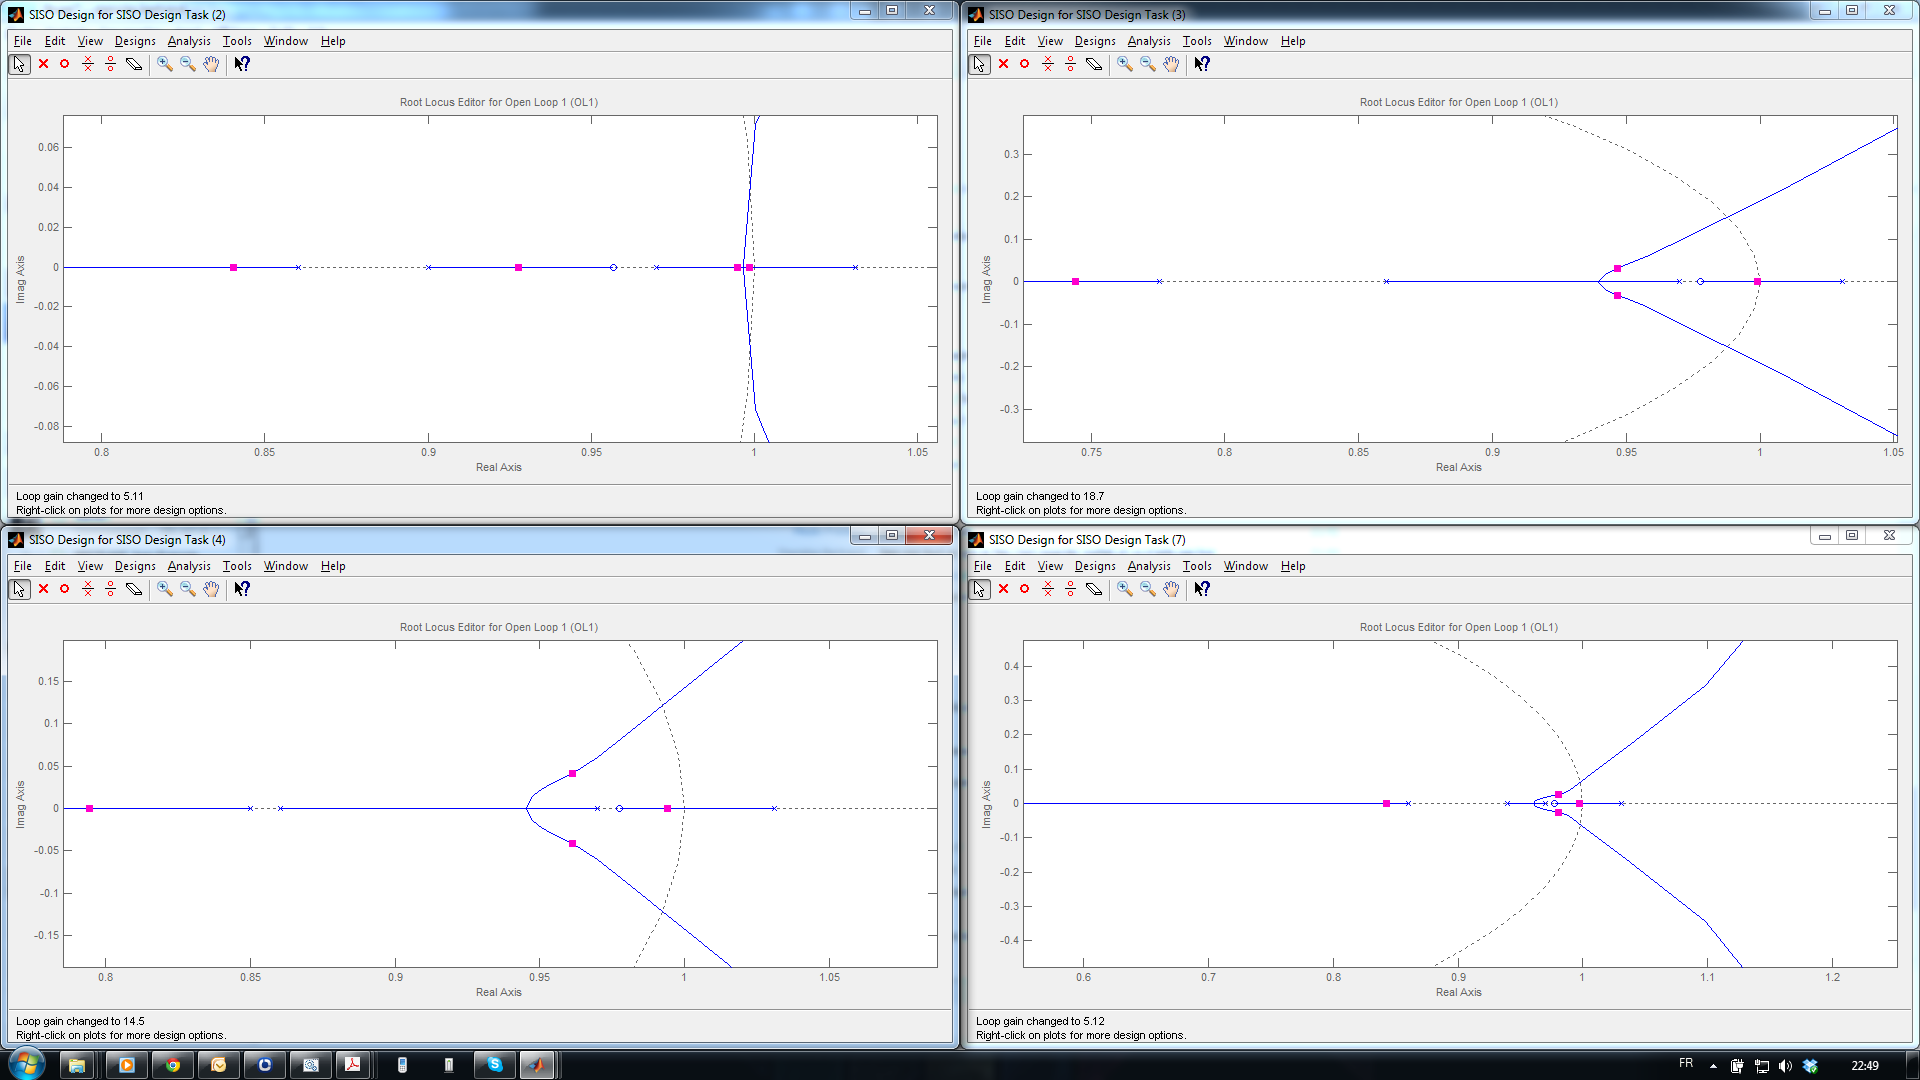 SISO Design for SISO Design Task (2)
File Edit View Designs Analysis Tools Window Help
Root Locus Editor for Open Loop 1 (OL1)
0.06
0.04
0.02
0
-0.02
-0.04
-0.06
-0.08
Imag Axis
0.8 0.85 0.9 0.95 1 1.05
Real Axis
Loop gain changed to 5.11
Right-click on plots for more design options.
SISO Design for SISO Design Task (3)
File Edit View Designs Analysis Tools Window Help
Root Locus Editor for Open Loop 1 (OL1)
0.3
0.2
0.1
0
-0.1
-0.2
-0.3
Imag Axis
0.75 0.8 0.85 0.9 0.95 1 1.05
Real Axis
Loop gain changed to 18.7
Right-click on plots for more design options.
SISO Design for SISO Design Task (4)
File Edit View Designs Analysis Tools Window Help
Root Locus Editor for Open Loop 1 (OL1)
0.15
0.1
0.05
0
-0.05
-0.1
-0.15
Imag Axis
0.8 0.85 0.9 0.95 1 1.05
Real Axis
Loop gain changed to 14.5
Right-click on plots for more design options.
SISO Design for SISO Design Task (7)
File Edit View Designs Analysis Tools Window Help
Root Locus Editor for Open Loop 1 (OL1)
0.4
0.3
0.2
0.1
0
-0.1
-0.2
-0.3
-0.4
Imag Axis
0.6 0.7 0.8 0.9 1 1.1 1.2
Real Axis
Loop gain changed to 5.12
Right-click on plots for more design options.
FR 22:49